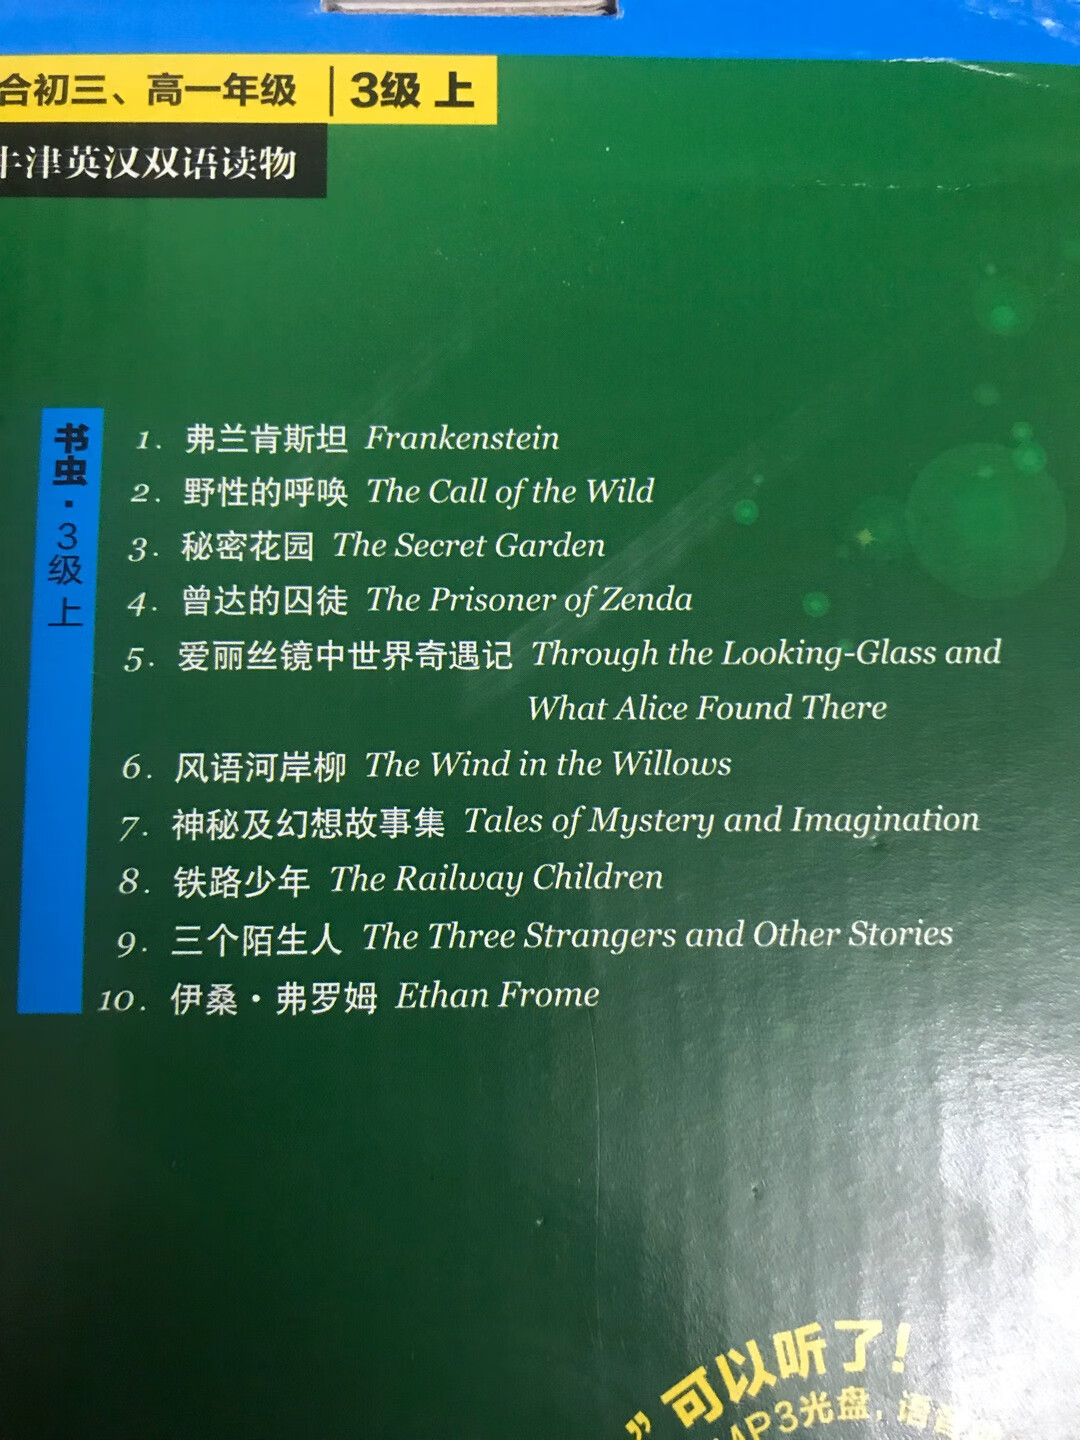 合初三、高一年级 | 3级 上
牛津英汉双语读物
书虫·3级 上
1. 弗兰肯斯坦 Frankenstein
2. 野性的呼唤 The Call of the Wild
3. 秘密花园 The Secret Garden
4. 曾达的囚徒 The Prisoner of Zenda
5. 爱丽丝镜中世界奇遇记 Through the Looking-Glass and
What Alice Found There
6. 风语河岸柳 The Wind in the Willows
7. 神秘及幻想故事集 Tales of Mystery and Imagination
8. 铁路少年 The Railway Children
9. 三个陌生人 The Three Strangers and Other Stories
10. 伊桑·弗罗姆 Ethan Frome
”可以听了!
MP3光盘,语